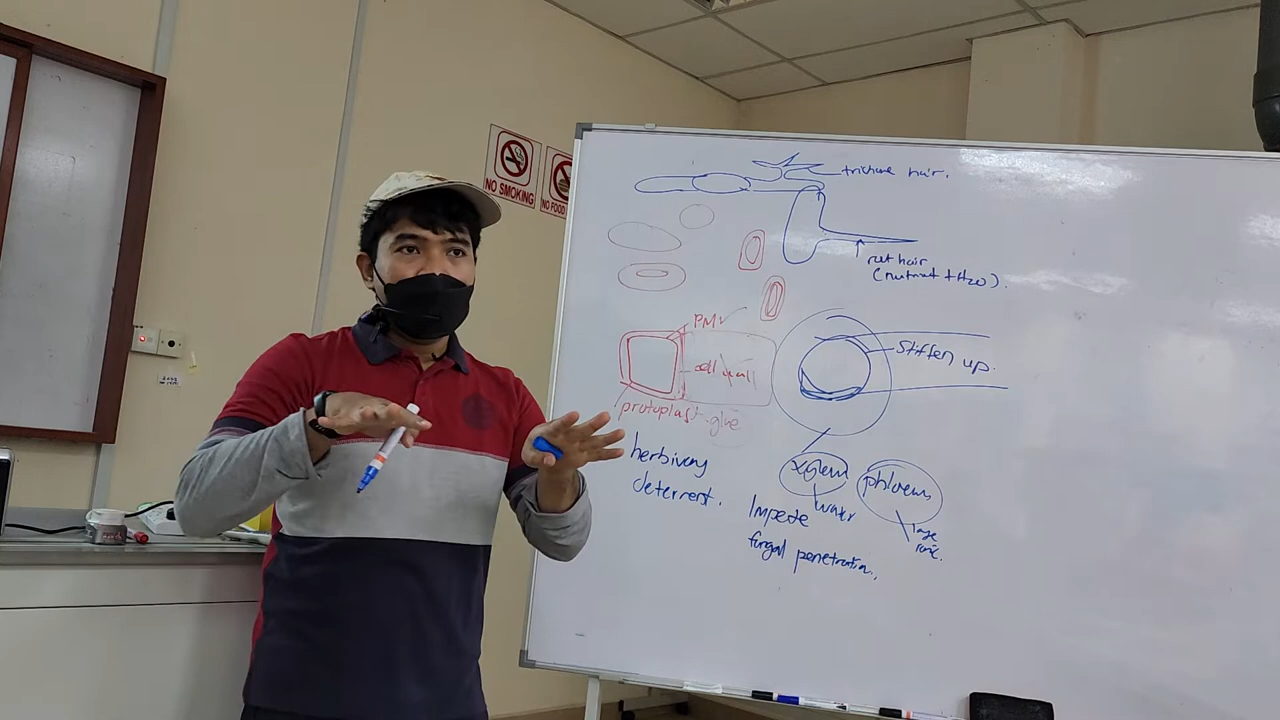 NO SMOKING
NO FOOD
trichome hair.
root hair
(nutrient + H2O).
PM
Stiffen up.
cell wall
protoplast.glue
herbivory
deterrent.
xylem
phloem
water
Impede
fungal penetration.